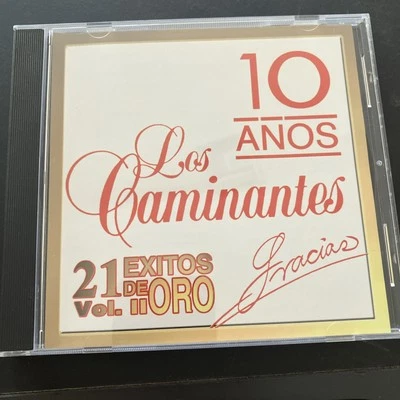 10
AÑOS
Los
Caminantes
21 EXITOS
DE
Vol. II ORO
Gracias